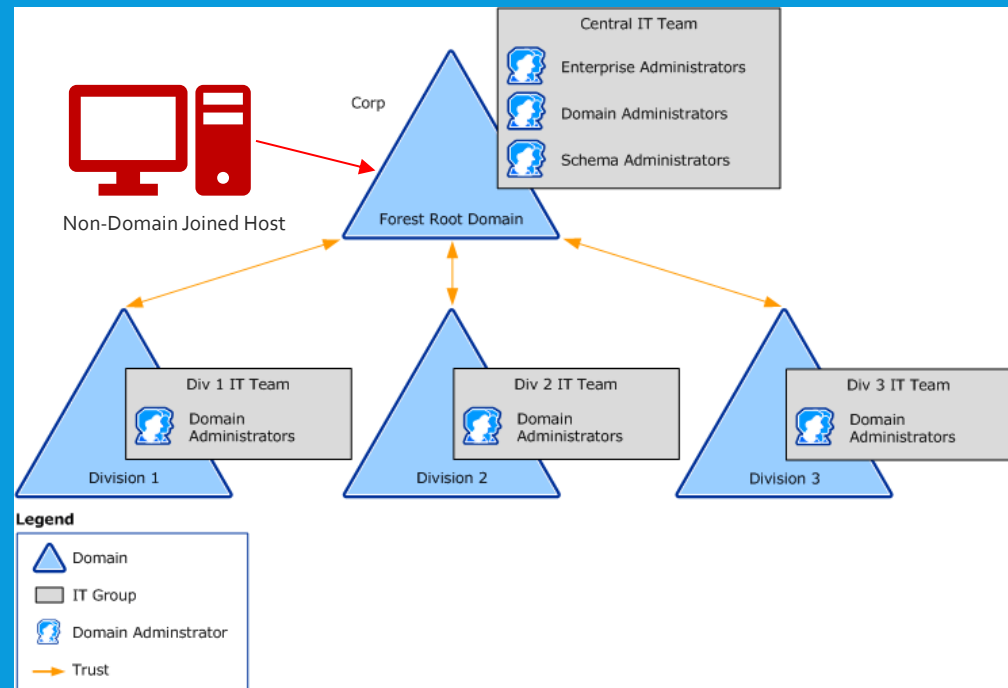 Central IT Team
Enterprise Administrators
Domain Administrators
Schema Administrators
Corp
Non-Domain Joined Host
Forest Root Domain
Div 1 IT Team
Domain
Administrators
Division 1
Div 2 IT Team
Domain
Administrators
Division 2
Div 3 IT Team
Domain
Administrators
Division 3
Legend
Domain
IT Group
Domain Adminstrator
Trust